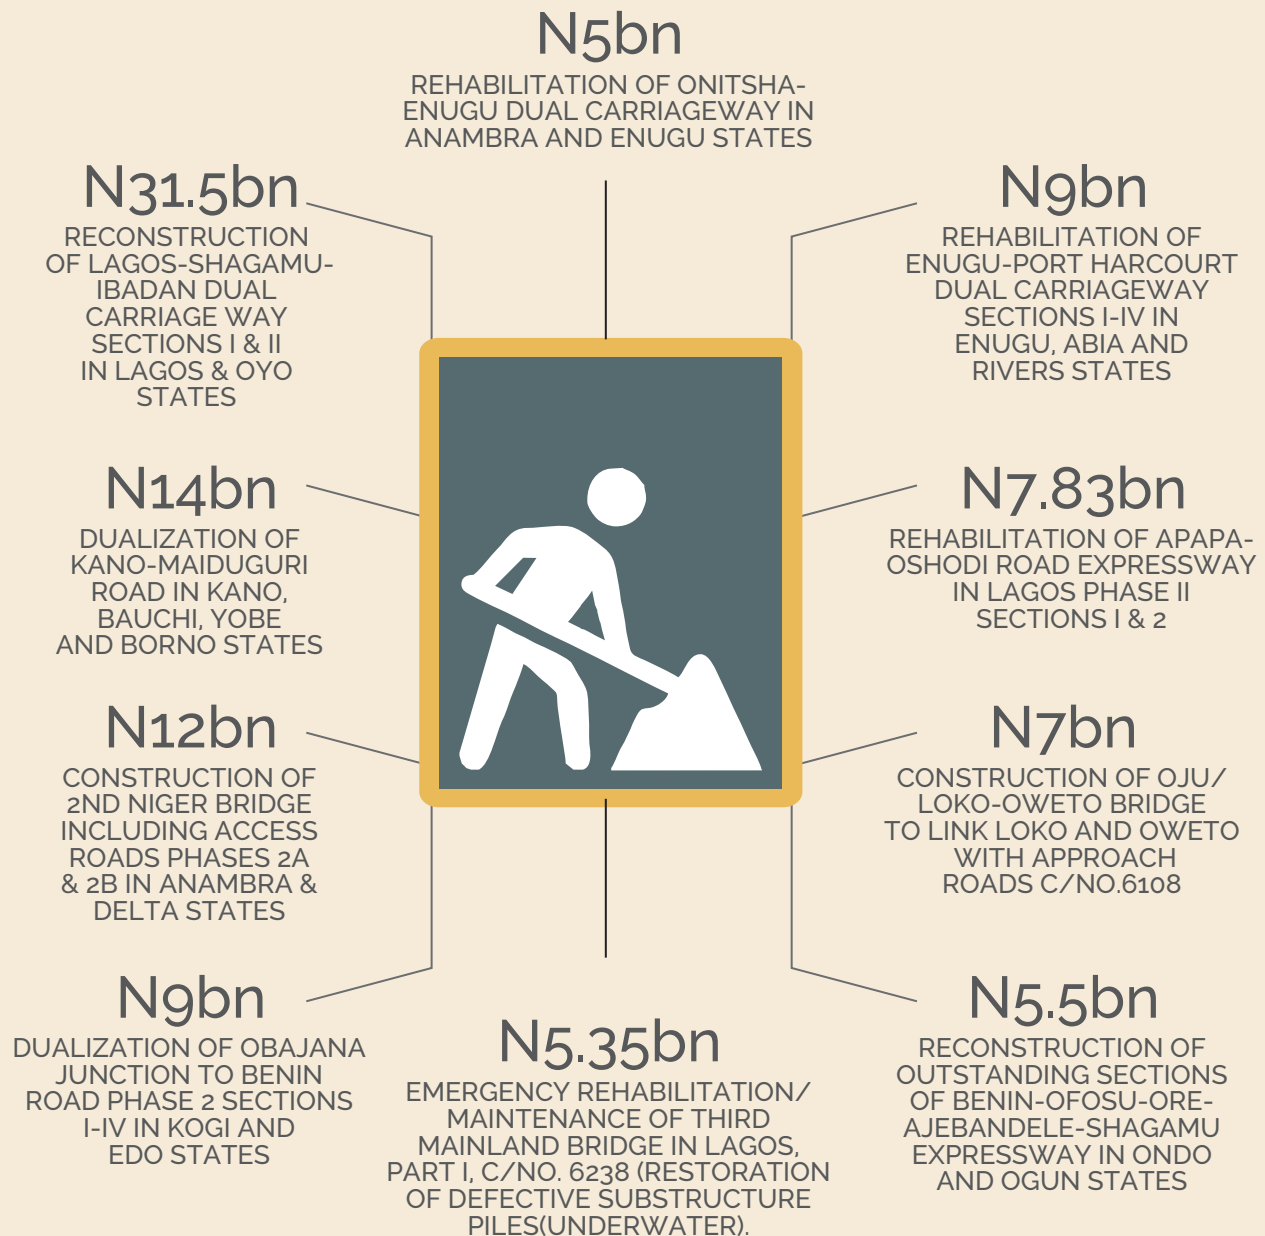 N5bn
REHABILITATION OF ONITSHA-
ENUGU DUAL CARRIAGEWAY IN
ANAMBRA AND ENUGU STATES
N31.5bn
RECONSTRUCTION
OF LAGOS-SHAGAMU-
IBADAN DUAL
CARRIAGE WAY
SECTIONS I & II
IN LAGOS & OYO
STATES
N9bn
REHABILITATION OF
ENUGU-PORT HARCOURT
DUAL CARRIAGEWAY
SECTIONS I-IV IN
ENUGU, ABIA AND
RIVERS STATES
N14bn
DUALIZATION OF
KANO-MAIDUGURI
ROAD IN KANO,
BAUCHI, YOBE
AND BORNO STATES
N7.83bn
REHABILITATION OF APAPA-
OSHODI ROAD EXPRESSWAY
IN LAGOS PHASE II
SECTIONS I & 2
N12bn
CONSTRUCTION OF
2ND NIGER BRIDGE
INCLUDING ACCESS
ROADS PHASES 2A
& 2B IN ANAMBRA &
DELTA STATES
N7bn
CONSTRUCTION OF OJU/
LOKO-OWETO BRIDGE
TO LINK LOKO AND OWETO
WITH APPROACH
ROADS C/NO.6108
N9bn
DUALIZATION OF OBAJANA
JUNCTION TO BENIN
ROAD PHASE 2 SECTIONS
I-IV IN KOGI AND
EDO STATES
N5.35bn
EMERGENCY REHABILITATION/
MAINTENANCE OF THIRD
MAINLAND BRIDGE IN LAGOS,
PART I, C/NO. 6238 (RESTORATION
OF DEFECTIVE SUBSTRUCTURE
PILES(UNDERWATER).
N5.5bn
RECONSTRUCTION OF
OUTSTANDING SECTIONS
OF BENIN-OFOSU-ORE-
AJEBANDELE-SHAGAMU
EXPRESSWAY IN ONDO
AND OGUN STATES